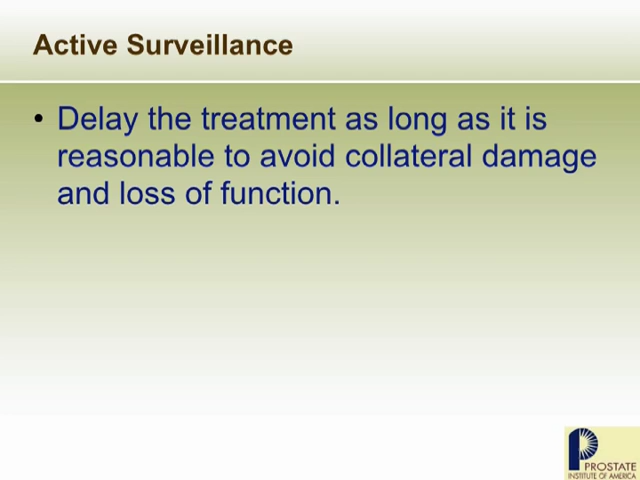 Active Surveillance
• Delay the treatment as long as it is
reasonable to avoid collateral damage
and loss of function.
PROSTATE
INSTITUTE OF AMERICA